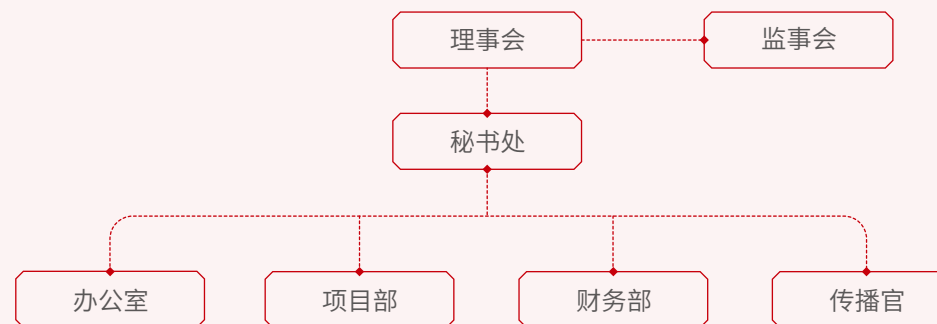 理事会
监事会
秘书处
办公室
项目部
财务部
传播官